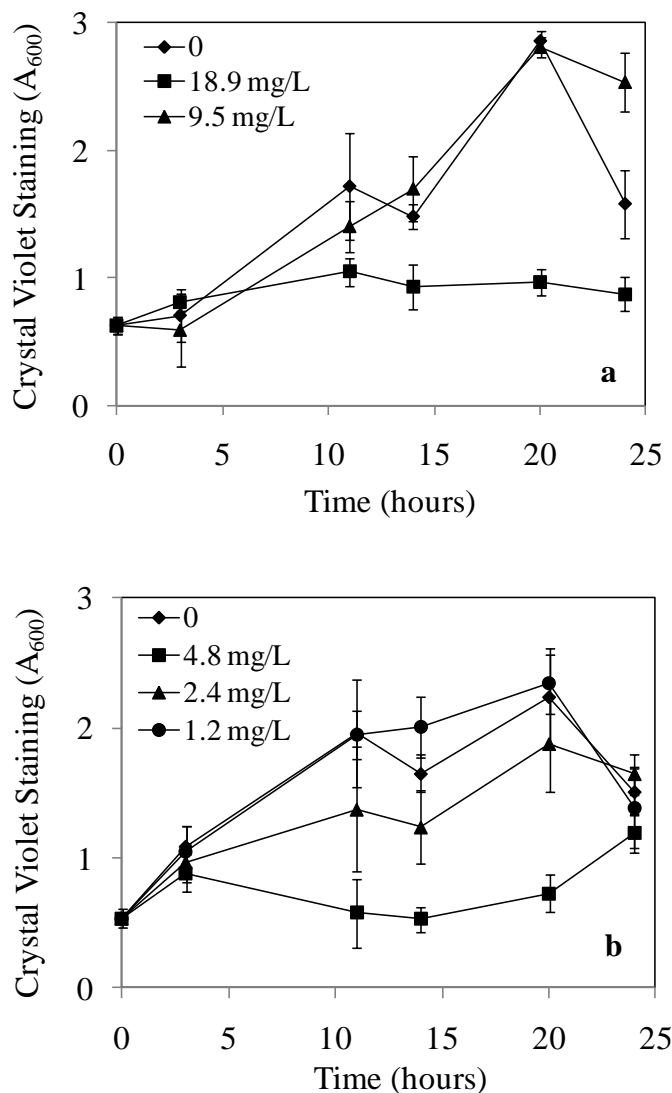 Crystal Violet Staining (A600)
3
2
1
0
0
18.9 mg/L
9.5 mg/L
a
0 5 10 15 20 25
Time (hours)
Crystal Violet Staining (A600)
3
2
1
0
0
4.8 mg/L
2.4 mg/L
1.2 mg/L
b
0 5 10 15 20 25
Time (hours)